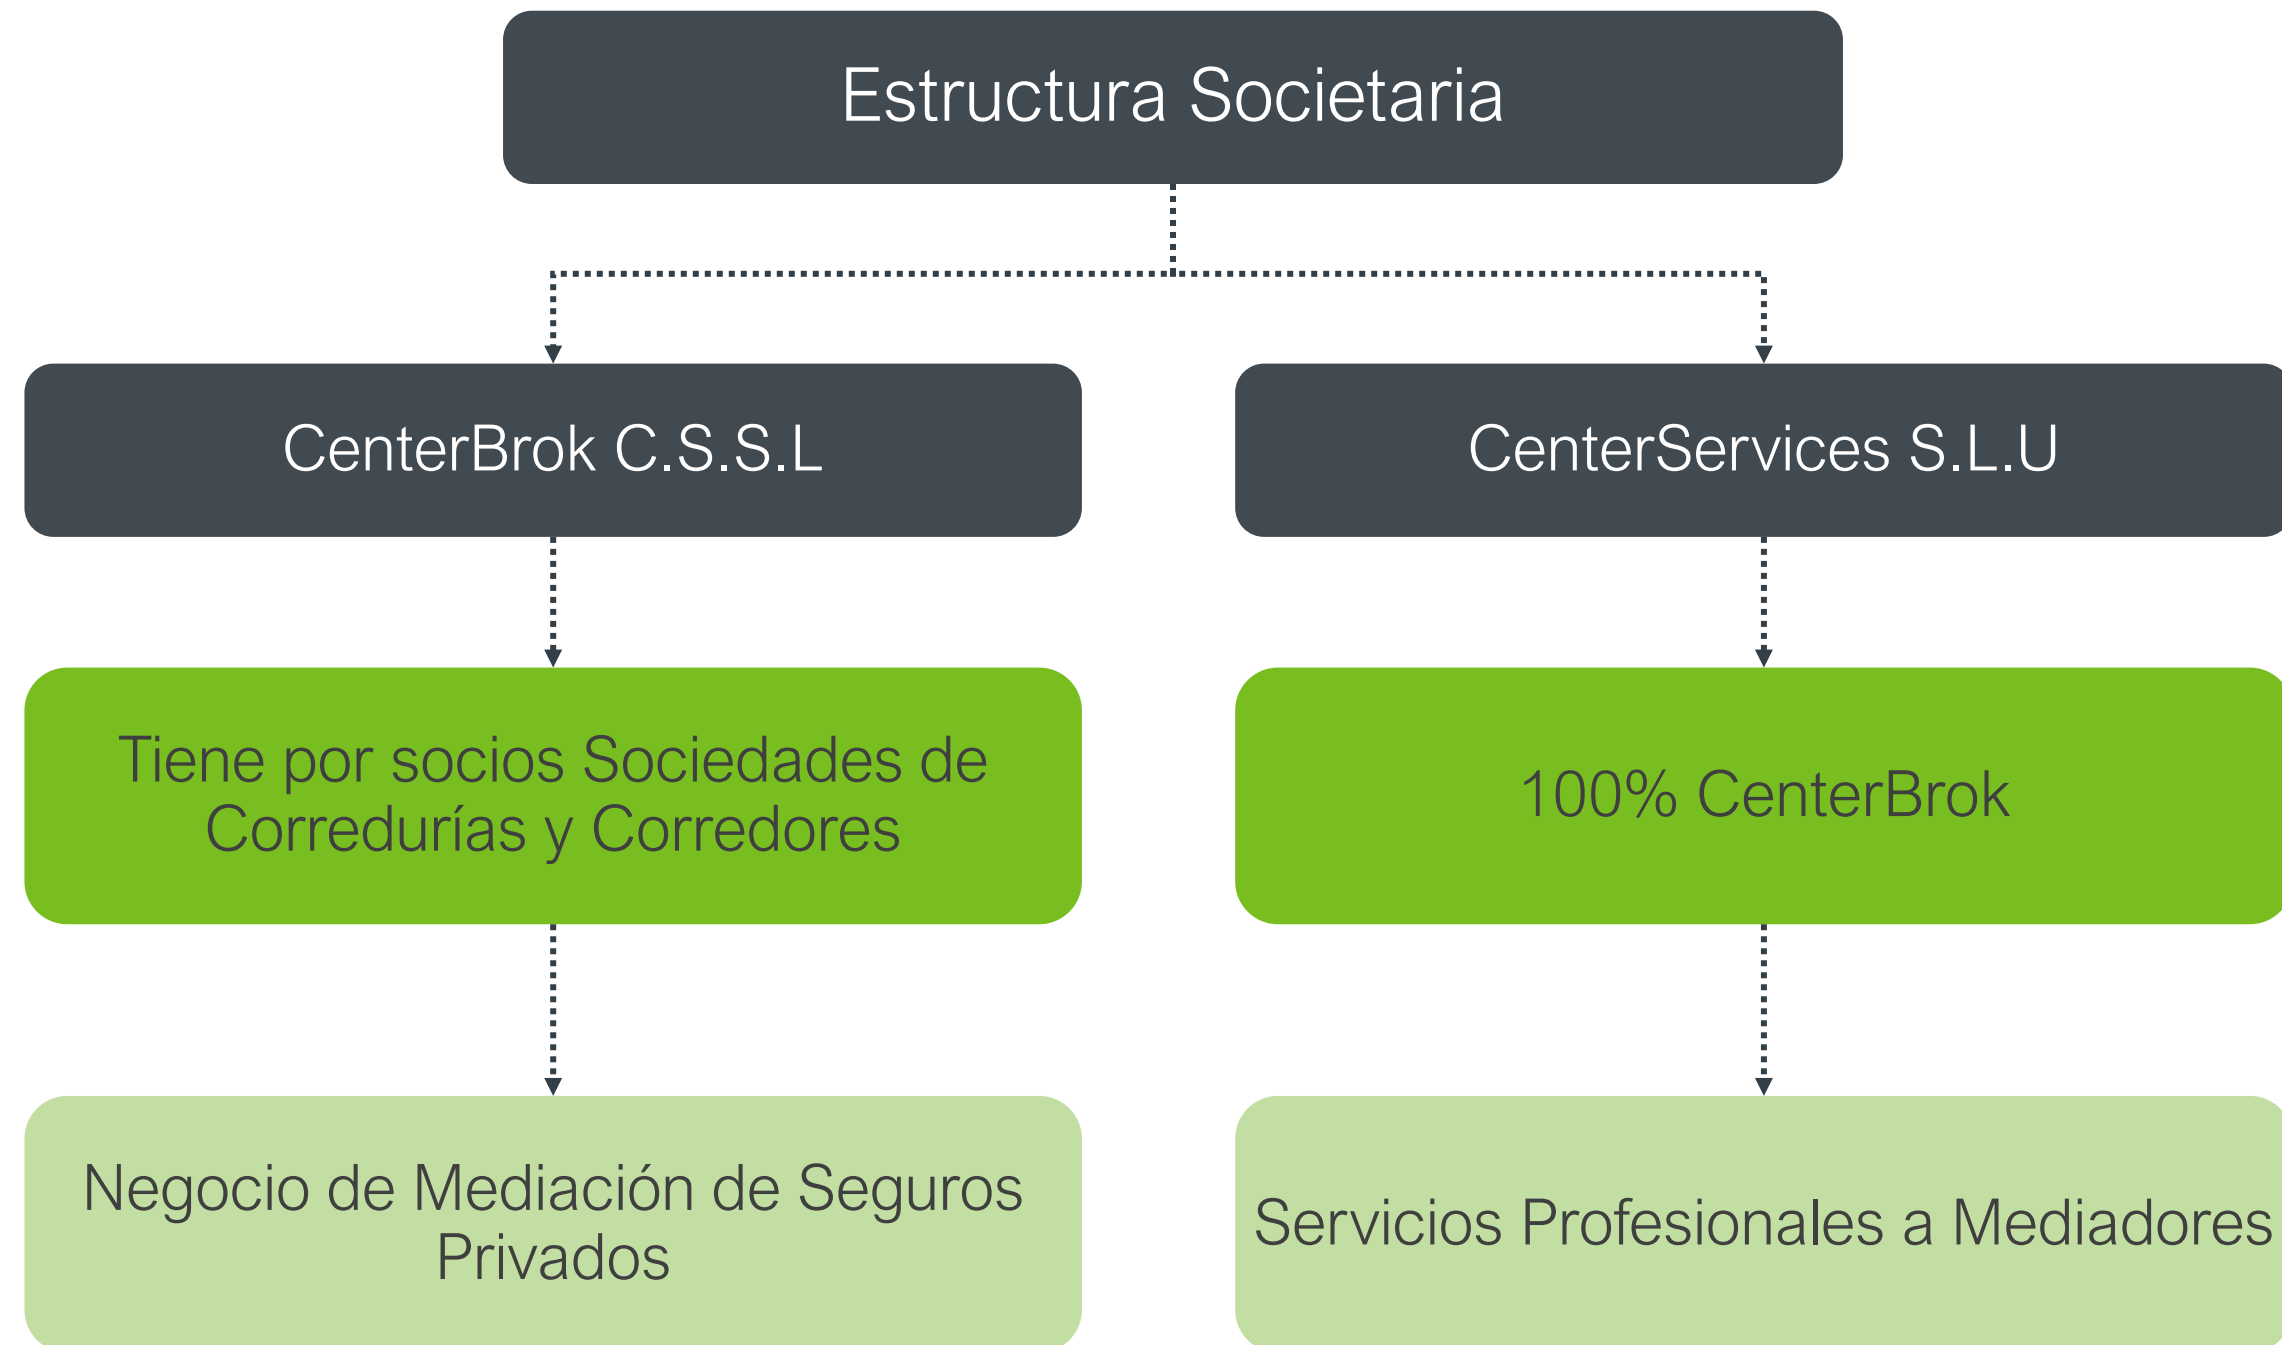 Estructura Societaria
CenterBrok C.S.S.L
CenterServices S.L.U
Tiene por socios Sociedades de
Corredurías y Corredores
100% CenterBrok
Negocio de Mediación de Seguros
Privados
Servicios Profesionales a Mediadores